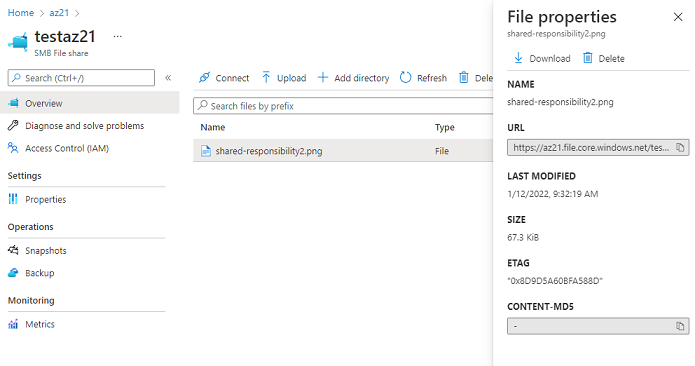 Home > az21 >
testaz21 ...
SMB File share
Search (Ctrl+/) «
Overview
Diagnose and solve problems
Access Control (IAM)
Settings
Properties
Operations
Snapshots
Backup
Monitoring
Metrics
Connect Upload Add directory Refresh Dele
Search files by prefix
Name Type
shared-responsibility2.png File
File properties
shared-responsibility2.png
Download Delete
NAME
shared-responsibility2.png
URL
https://az21.file.core.windows.net/tes...
LAST MODIFIED
1/12/2022, 9:32:19 AM
SIZE
67.3 KiB
ETAG
"0x8D9D5A60BFA588D"
CONTENT-MD5
-